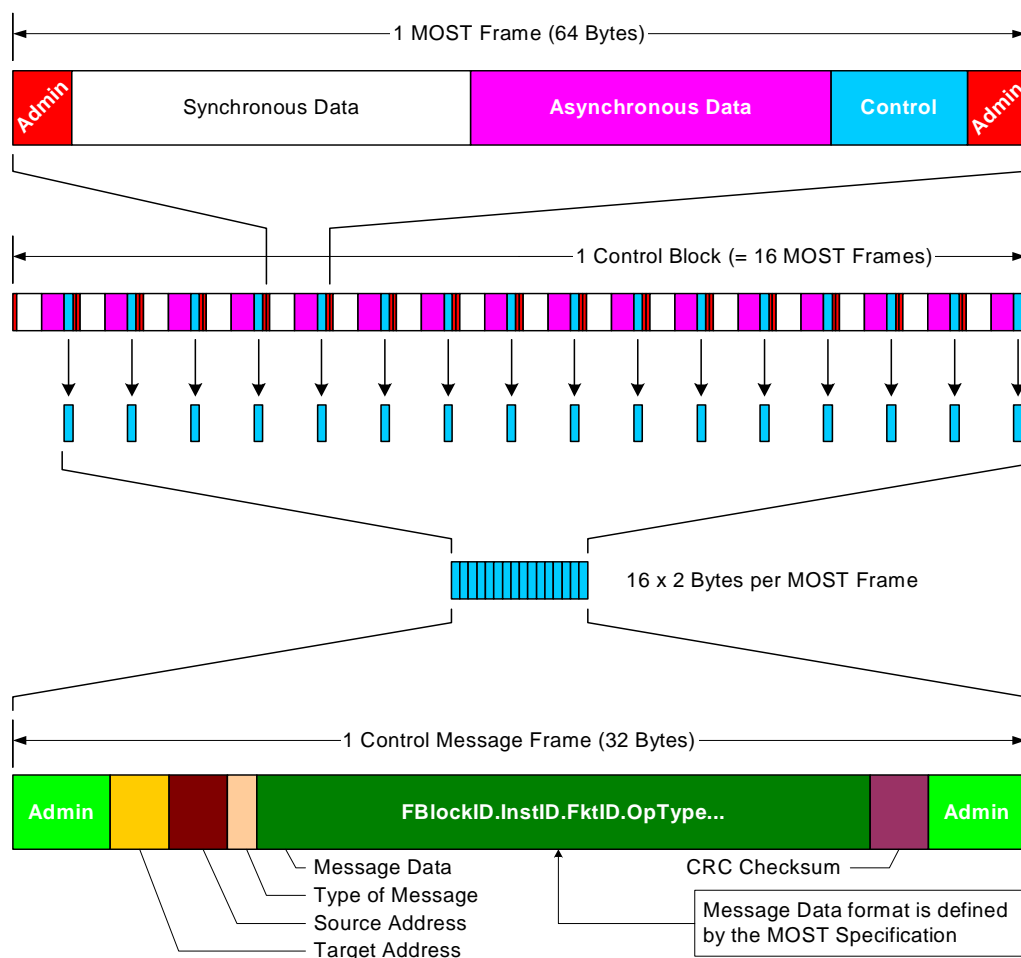 1 MOST Frame (64 Bytes)
Admin
Synchronous Data
Asynchronous Data
Control
Admin
1 Control Block (= 16 MOST Frames)
16 x 2 Bytes per MOST Frame
1 Control Message Frame (32 Bytes)
Admin
FBlockID.InstID.FktID.OpType...
Admin
Message Data
Type of Message
Source Address
Target Address
CRC Checksum
Message Data format is defined
by the MOST Specification